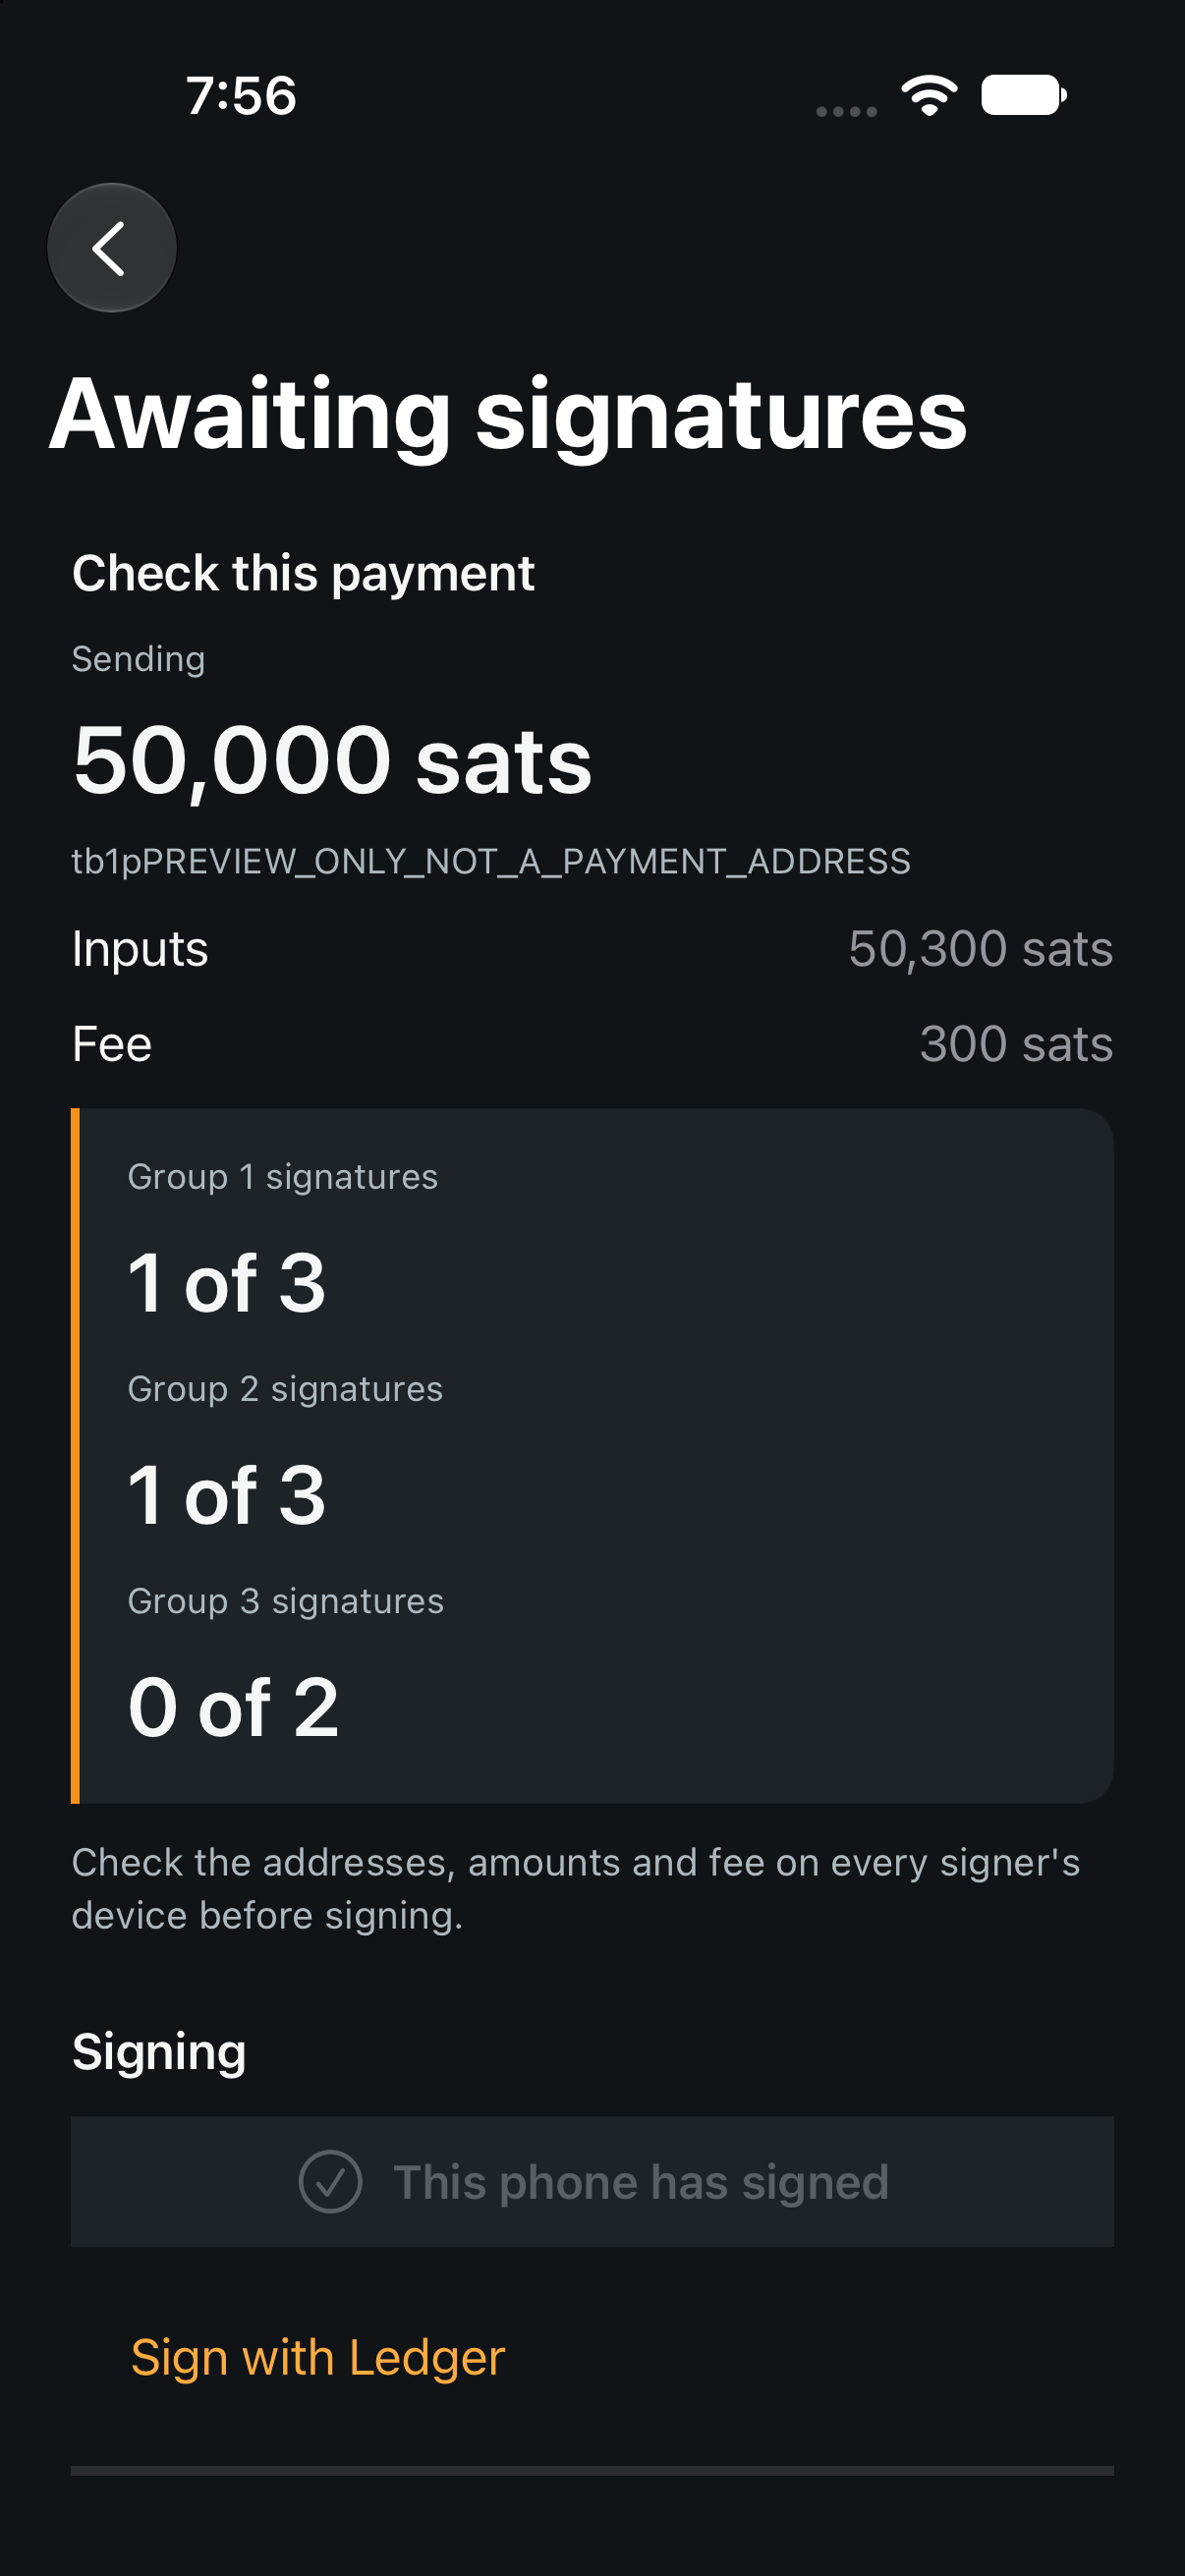 7:56
Awaiting signatures
Check this payment
Sending
50,000 sats
tb1pPREVIEW_ONLY_NOT_A_PAYMENT_ADDRESS
Inputs 50,300 sats
Fee 300 sats
Group 1 signatures
1 of 3
Group 2 signatures
1 of 3
Group 3 signatures
0 of 2
Check the addresses, amounts and fee on every signer's
device before signing.
Signing
This phone has signed
Sign with Ledger